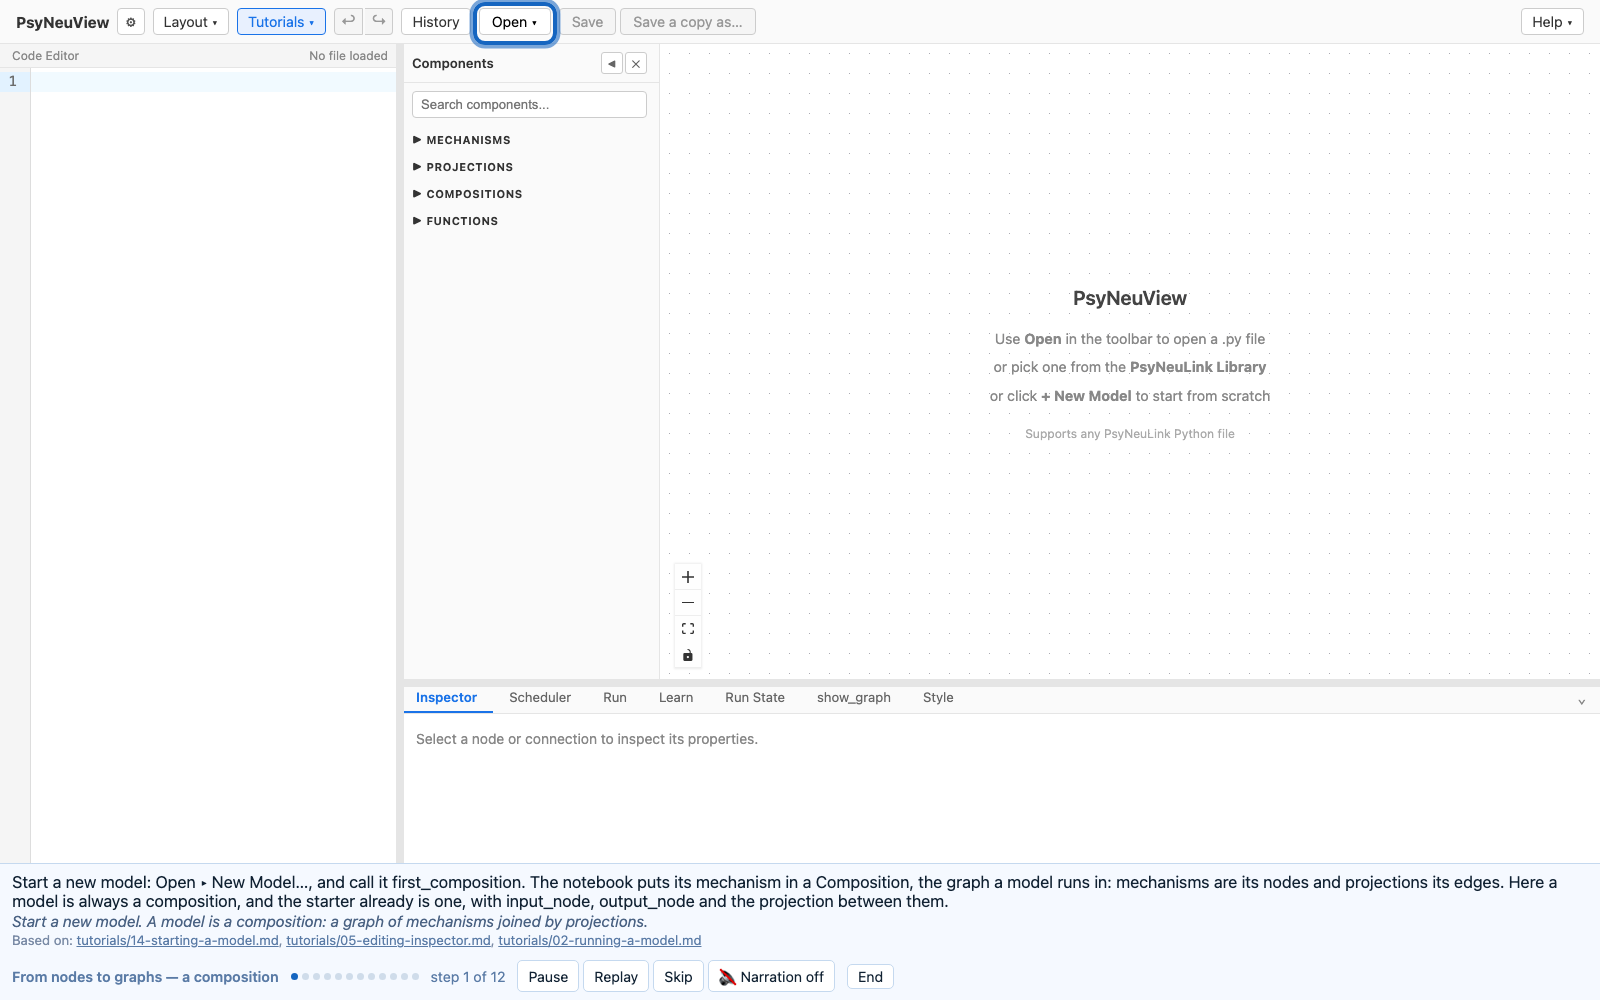 PsyNeuView
Layout ▾
Tutorials ▾
History
Open ▾
Save
Save a copy as...
Help ▾
Code Editor
No file loaded
1
Components
Search components...
MECHANISMS
PROJECTIONS
COMPOSITIONS
FUNCTIONS
PsyNeuView
Use Open in the toolbar to open a .py file
or pick one from the PsyNeuLink Library
or click + New Model to start from scratch
Supports any PsyNeuLink Python file
Inspector
Scheduler
Run
Learn
Run State
show_graph
Style
Select a node or connection to inspect its properties.
Start a new model: Open ▸ New Model..., and call it first_composition. The notebook puts its mechanism in a Composition, the graph a model runs in: mechanisms are its nodes and projections its edges. Here a
model is always a composition, and the starter already is one, with input_node, output_node and the projection between them.
Start a new model. A model is a composition: a graph of mechanisms joined by projections.
Based on: tutorials/14-starting-a-model.md, tutorials/05-editing-inspector.md, tutorials/02-running-a-model.md
From nodes to graphs — a composition
step 1 of 12
Pause
Replay
Skip
Narration off
End